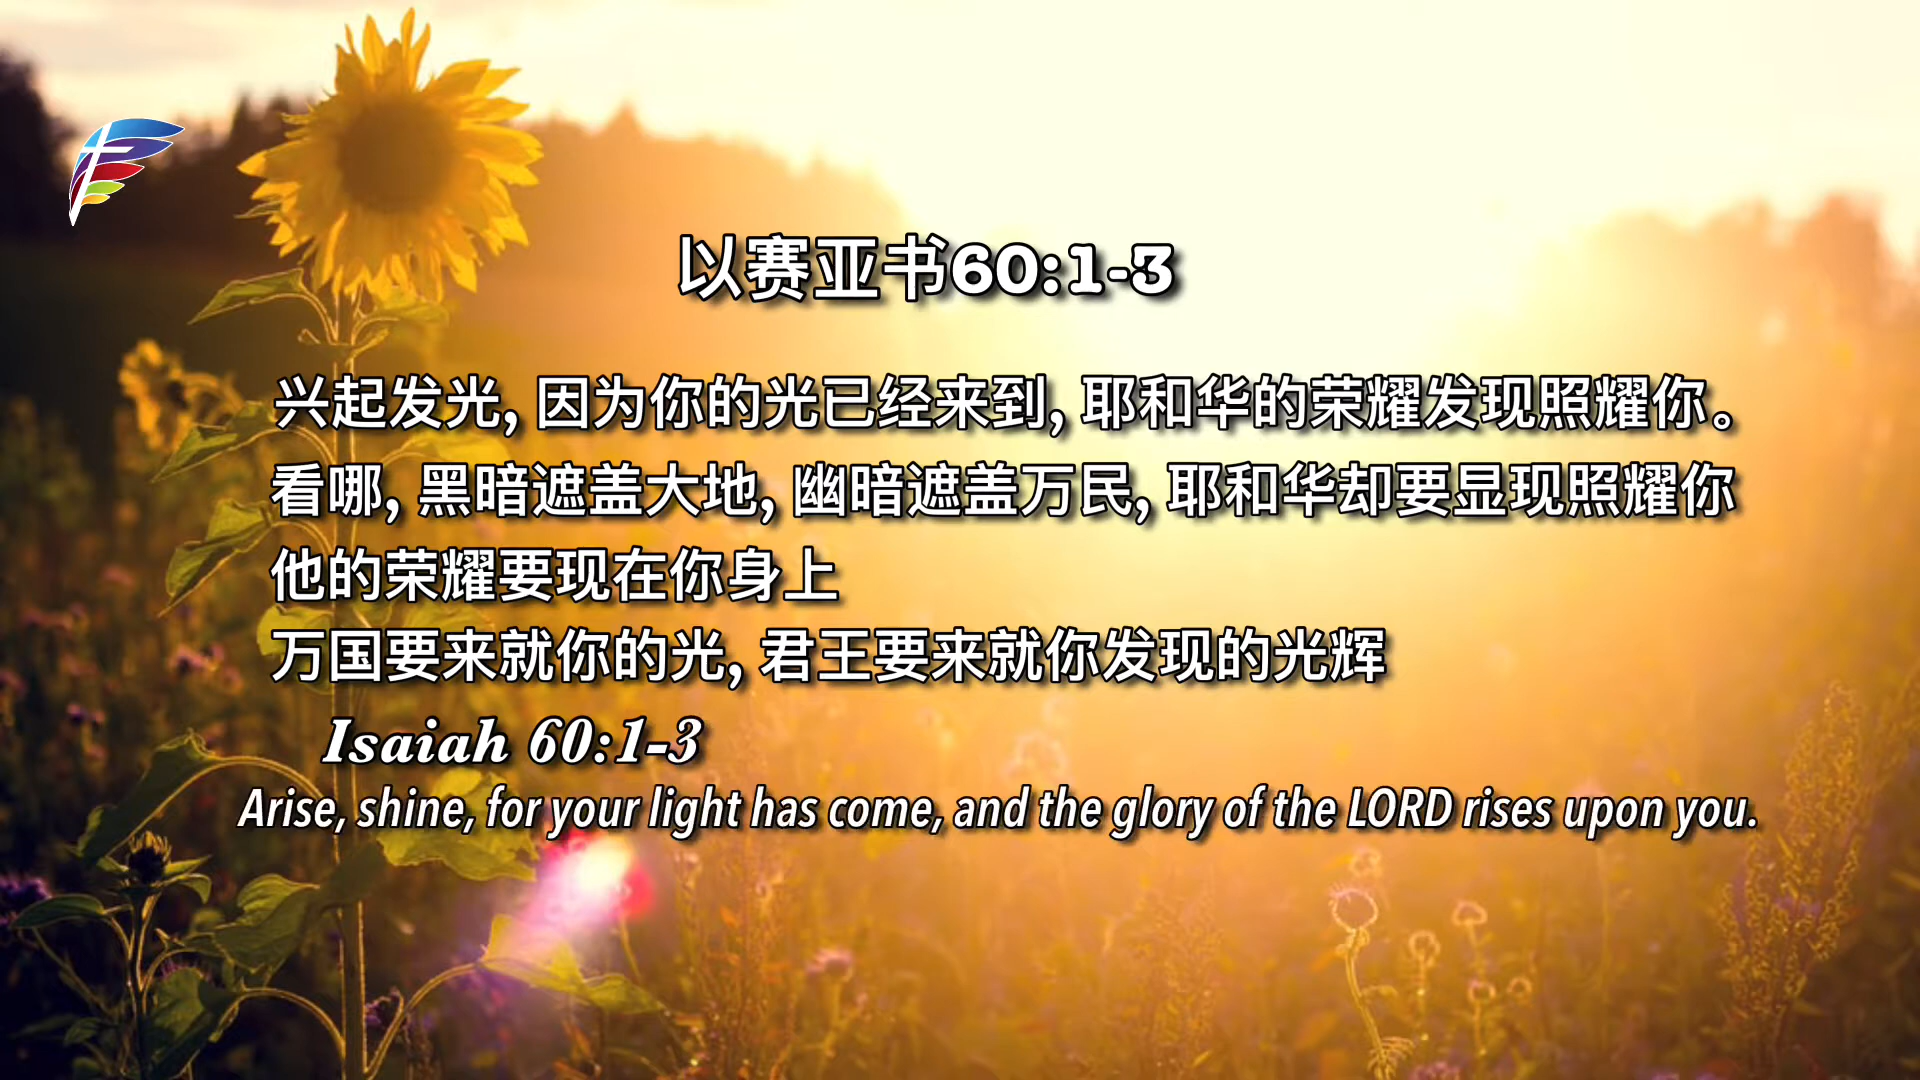 以赛亚书60:1-3
兴起发光, 因为你的光已经来到, 耶和华的荣耀发现照耀你。
看哪, 黑暗遮盖大地, 幽暗遮盖万民, 耶和华却要显现照耀你
他的荣耀要现在你身上
万国要来就你的光, 君王要来就你发现的光辉
Isaiah 60:1-3
Arise, shine, for your light has come, and the glory of the LORD rises upon you.